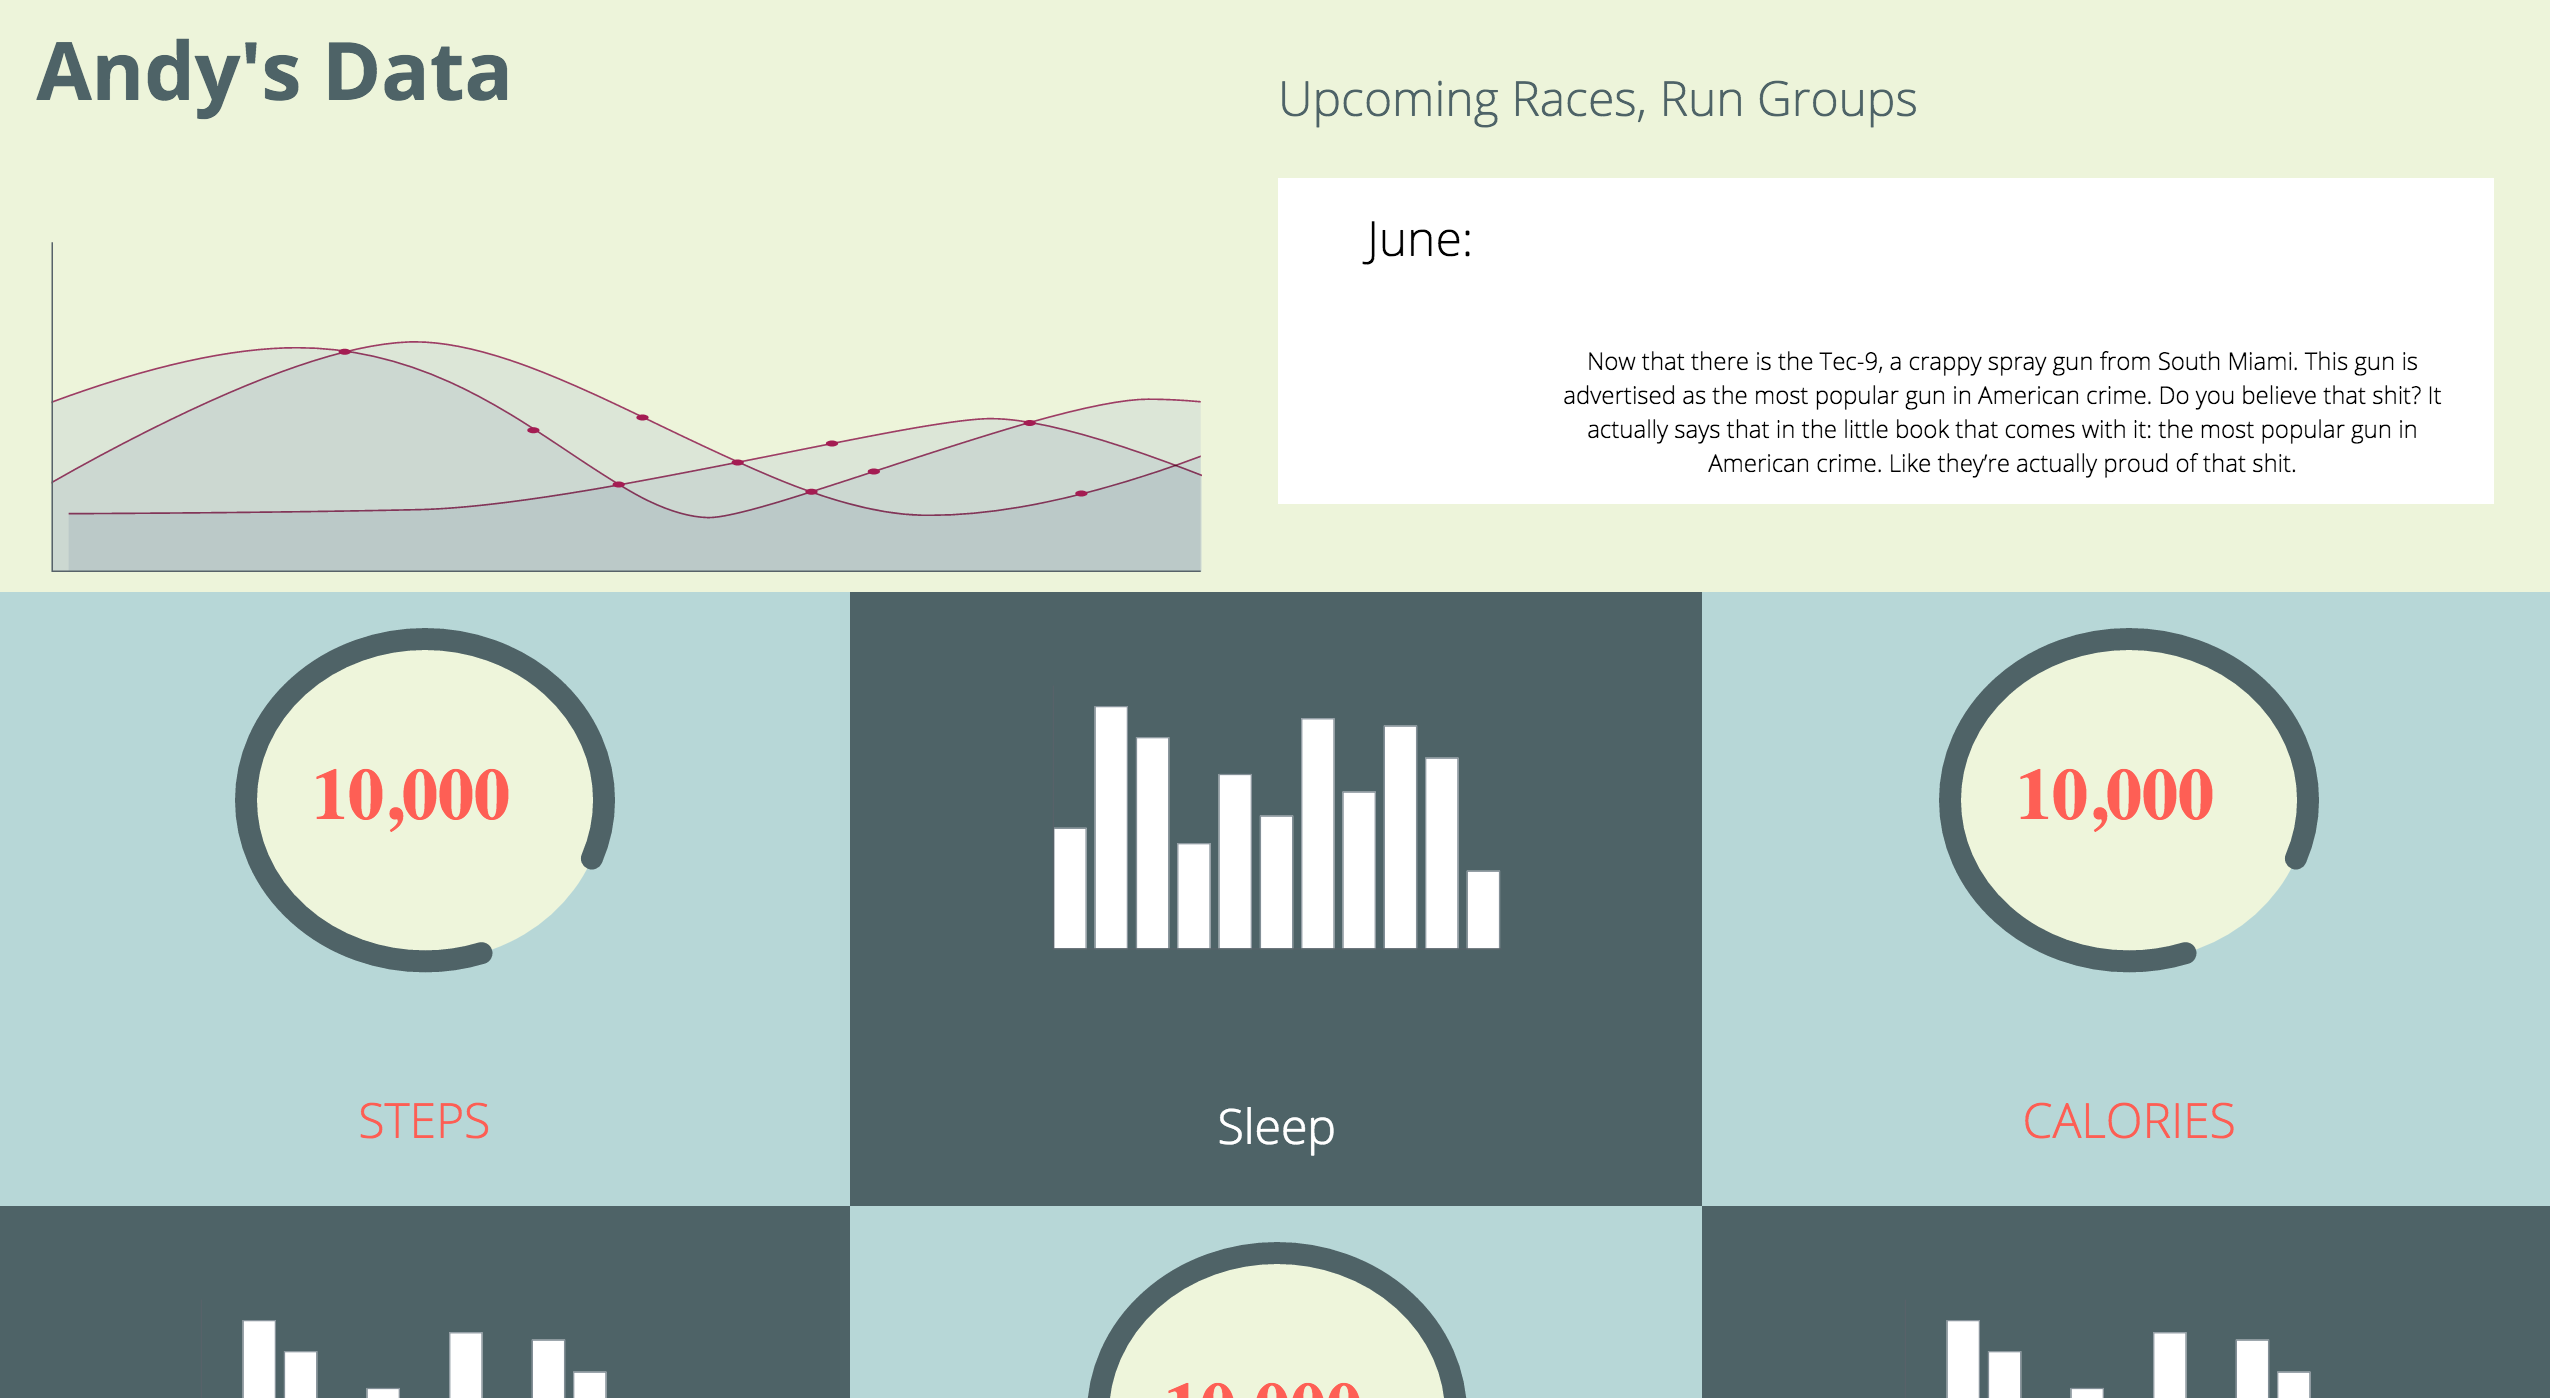 Andy's Data
Upcoming Races, Run Groups
June:
Now that there is the Tec-9, a crappy spray gun from South Miami. This gun is
advertised as the most popular gun in American crime. Do you believe that shit? It
actually says that in the little book that comes with it: the most popular gun in
American crime. Like they’re actually proud of that shit.
10,000
10,000
STEPS
Sleep
CALORIES
10,000